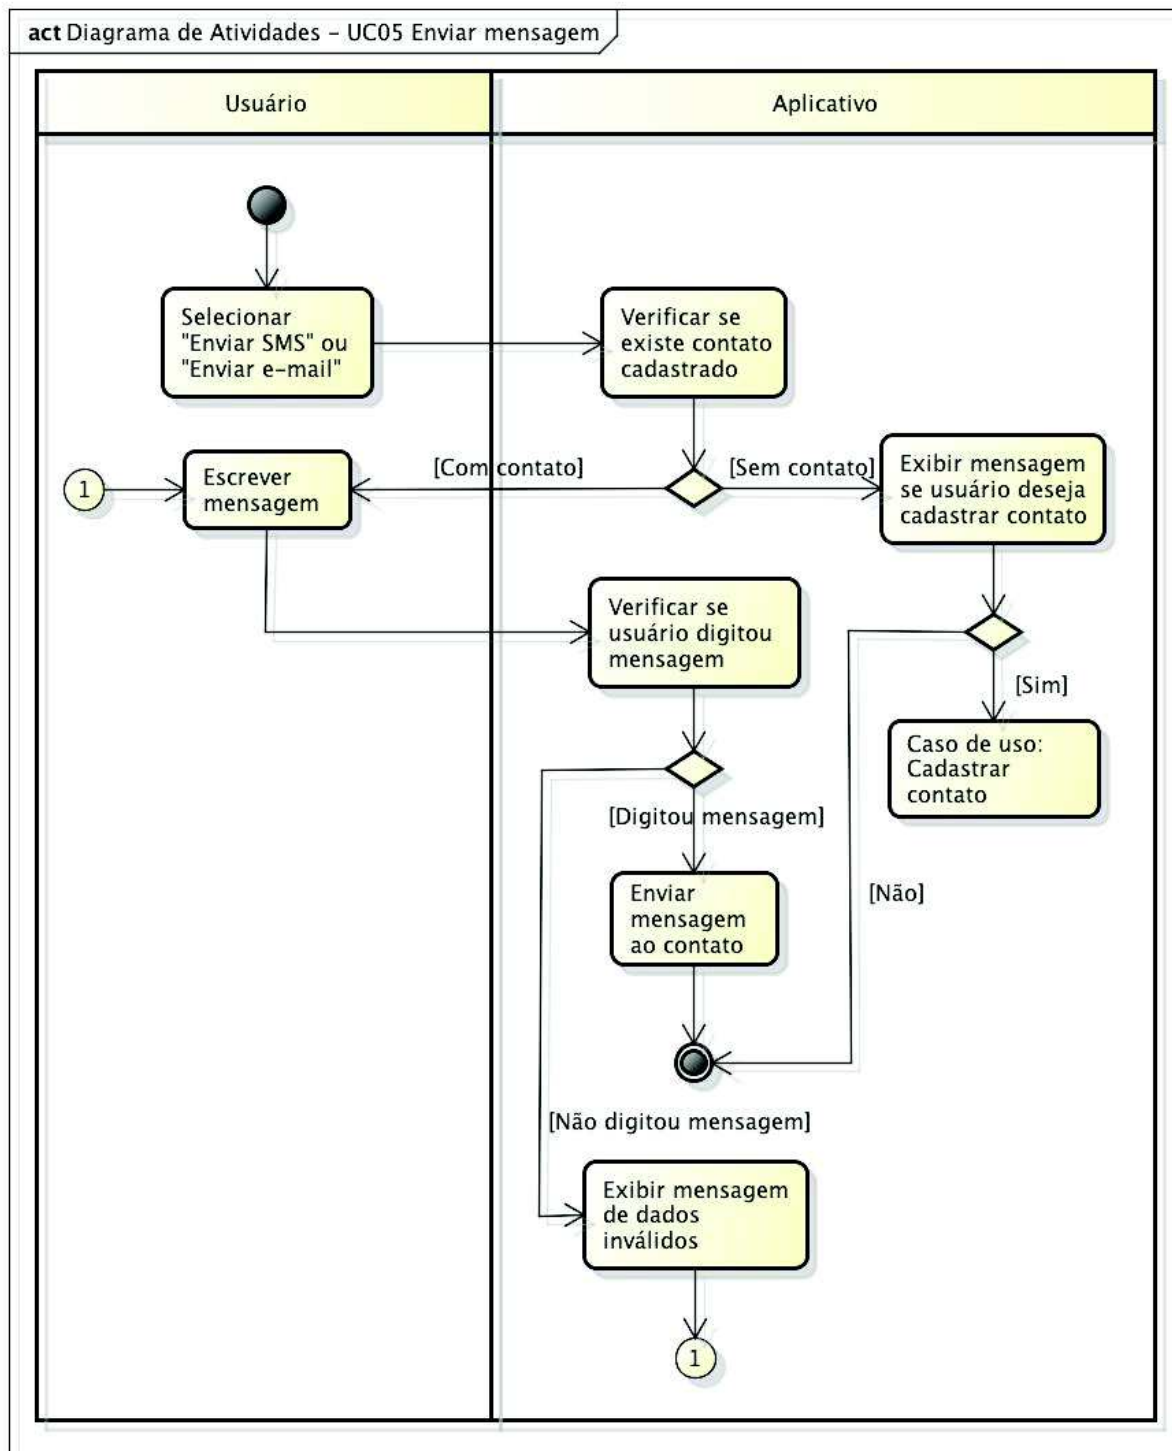 act Diagrama de Atividades - UC05 Enviar mensagem
Usuário
Aplicativo
Selecionar
"Enviar SMS" ou
"Enviar e-mail"
Verificar se
existe contato
cadastrado
1
Escrever
mensagem
[Com contato]
[Sem contato]
Exibir mensagem
se usuário deseja
cadastrar contato
Verificar se
usuário digitou
mensagem
[Sim]
Caso de uso:
Cadastrar
contato
[Digitou mensagem]
Enviar
mensagem
ao contato
[Não]
[Não digitou mensagem]
Exibir mensagem
de dados
inválidos
1